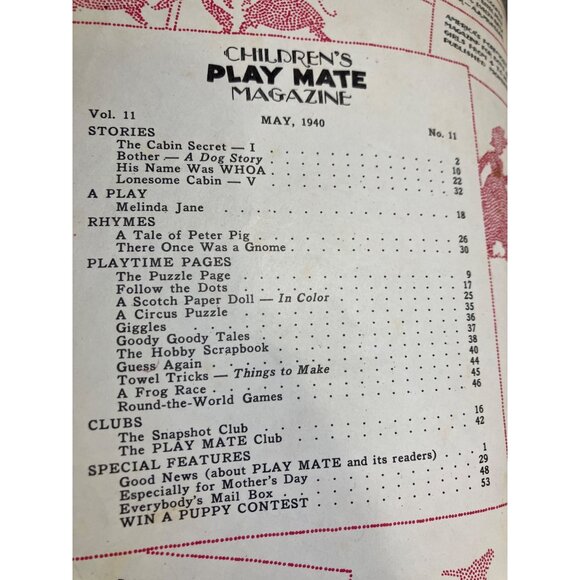 AMERICA'S
MAGAZINE
GIRLS
PUBLISHED
CHILDREN'S
PLAY MATE
MAGAZINE
Vol. 11 MAY, 1940 No. 11
STORIES
The Cabin Secret — I . . . . . . . . . . 2
Bother — A Dog Story . . . . . . . . . . 10
His Name Was WHOA . . . . . . . . . . 22
Lonesome Cabin — V . . . . . . . . . . 32
A PLAY
Melinda Jane . . . . . . . . . . 18
RHYMES
A Tale of Peter Pig . . . . . . . . . . 26
There Once Was a Gnome . . . . . . . . . . 30
PLAYTIME PAGES
The Puzzle Page . . . . . . . . . . 9
Follow the Dots . . . . . . . . . . 17
A Scotch Paper Doll — In Color . . . . . . . . . . 25
A Circus Puzzle . . . . . . . . . . 35
Giggles . . . . . . . . . . 36
Goody Goody Tales . . . . . . . . . . 37
The Hobby Scrapbook . . . . . . . . . . 38
Guess Again . . . . . . . . . . 40
Towel Tricks — Things to Make . . . . . . . . . . 44
A Frog Race . . . . . . . . . . 45
Round-the-World Games . . . . . . . . . . 46
CLUBS
The Snapshot Club . . . . . . . . . . 16
The PLAY MATE Club . . . . . . . . . . 42
SPECIAL FEATURES
Good News (about PLAY MATE and its readers) . . . 1
Especially for Mother's Day . . . . . . . . . . 29
Everybody's Mail Box . . . . . . . . . . 48
WIN A PUPPY CONTEST . . . . . . . . . . 53